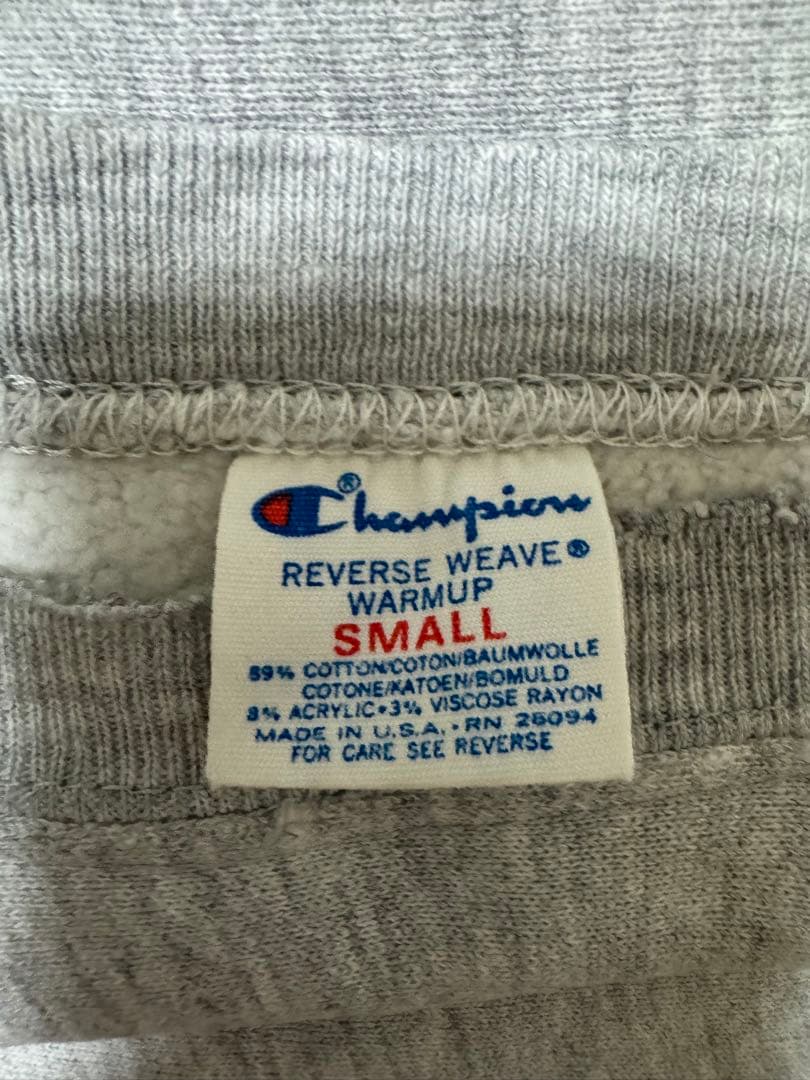 Champion®
REVERSE WEAVE®
WARMUP
SMALL
89% COTTON/COTON/BAUMWOLLE
COTONE/KATOEN/BOMULD
8% ACRYLIC•3% VISCOSE RAYON
MADE IN U.S.A. • RN 26094
FOR CARE SEE REVERSE